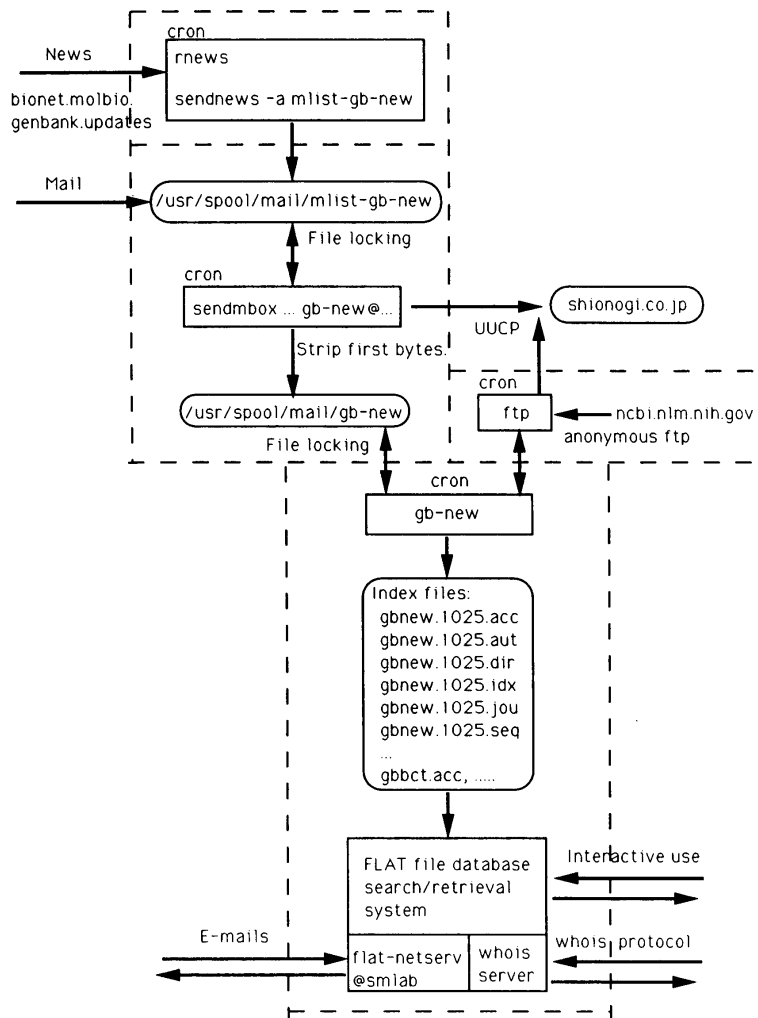 cron
News
rnews
sendnews -a mlist-gb-new
bionet.molbio.
genbank.updates
Mail
/usr/spool/mail/mlist-gb-new
File locking
cron
sendmbox ... gb-new@...
shionogi.co.jp
UUCP
Strip first bytes.
cron
/usr/spool/mail/gb-new
ftp
ncbi.nlm.nih.gov
anonymous ftp
File locking
cron
gb-new
Index files:
gbnew.1025.acc
gbnew.1025.aut
gbnew.1025.dir
gbnew.1025.idx
gbnew.1025.jou
gbnew.1025.seq
...
gbbct.acc, .....
FLAT file database
search/retrieval
system
Interactive use
E-mails
flat-netserv
@smlab
whois
server
whois protocol